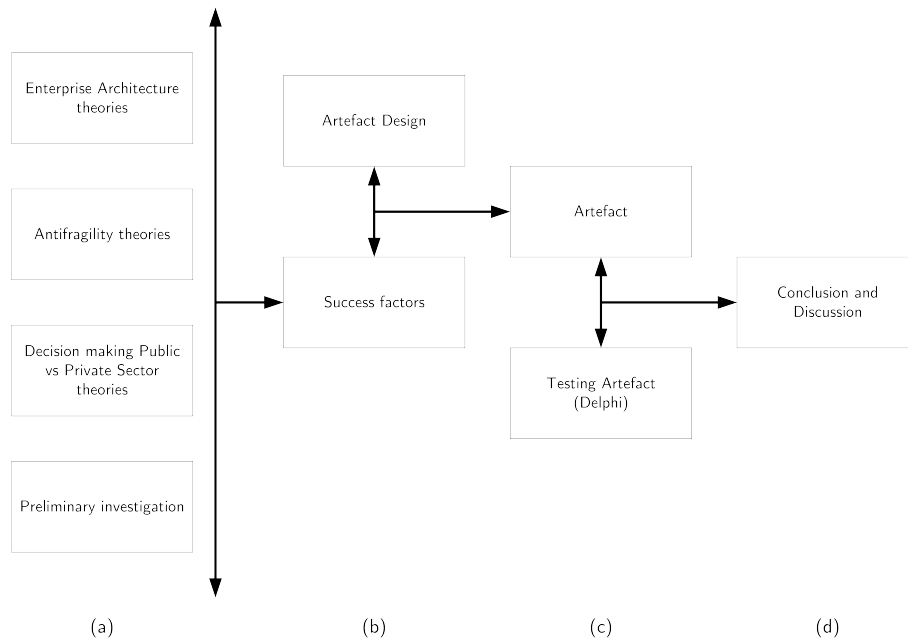 Enterprise Architecture
theories
Antifragility theories
Decision making Public
vs Private Sector
theories
Preliminary investigation
Artefact Design
Success factors
Artefact
Testing Artefact
(Delphi)
Conclusion and
Discussion
(a)
(b)
(c)
(d)